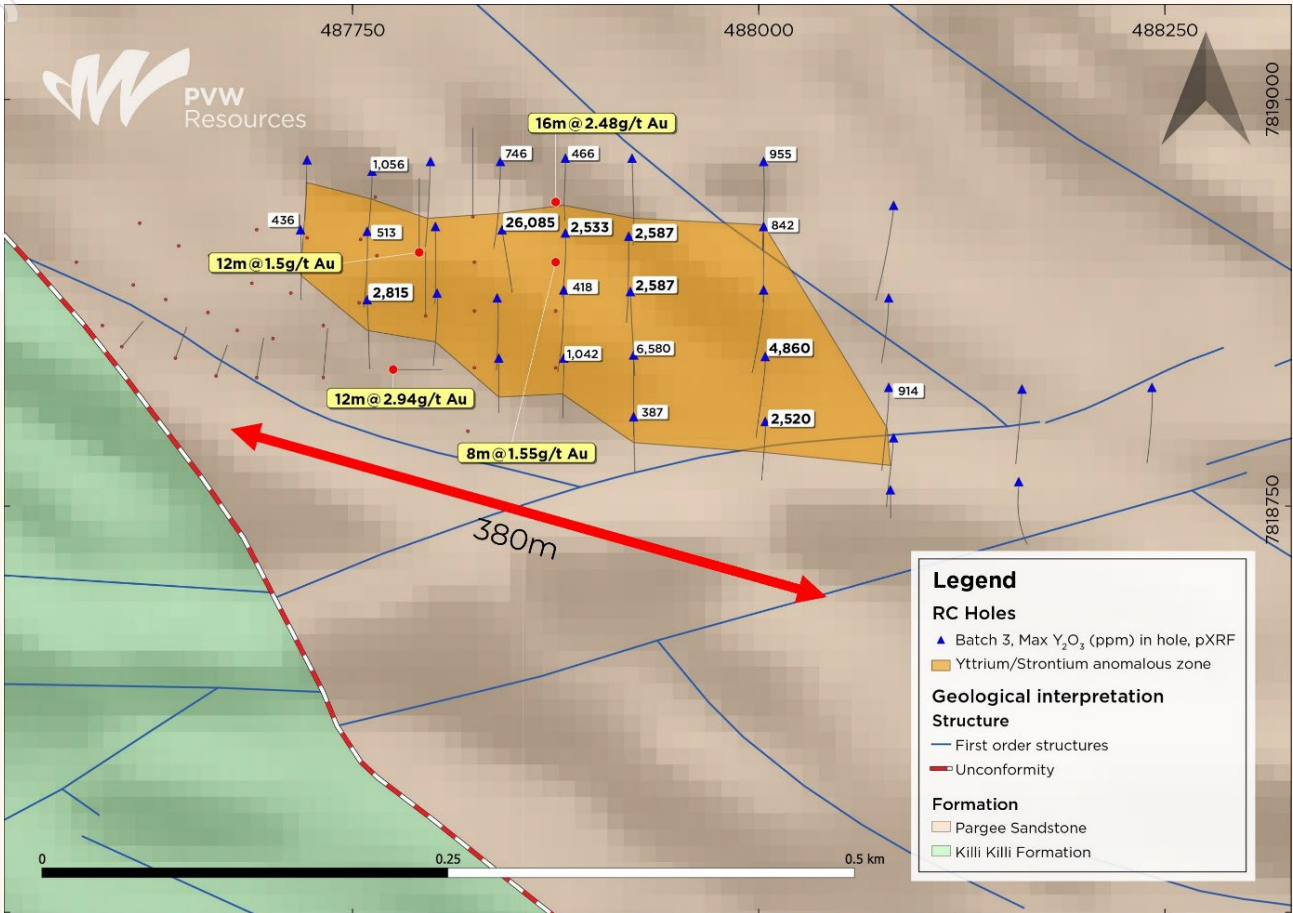 487750
488000
488250
PVW
Resources
7819000
16m@2.48g/t Au
1,056
746
466
955
436
513
26,085
2,533
2,587
842
12m@1.5g/t Au
2,815
418
2,587
1,042
6,580
4,860
12m@2.94g/t Au
387
914
2,520
8m@1.55g/t Au
7818750
380m
Legend
RC Holes
Batch 3, Max Y₂O₃ (ppm) in hole, pXRF
Yttrium/Strontium anomalous zone
Geological interpretation
Structure
First order structures
Unconformity
Formation
Pargee Sandstone
Killi Killi Formation
0
0.25
0.5 km